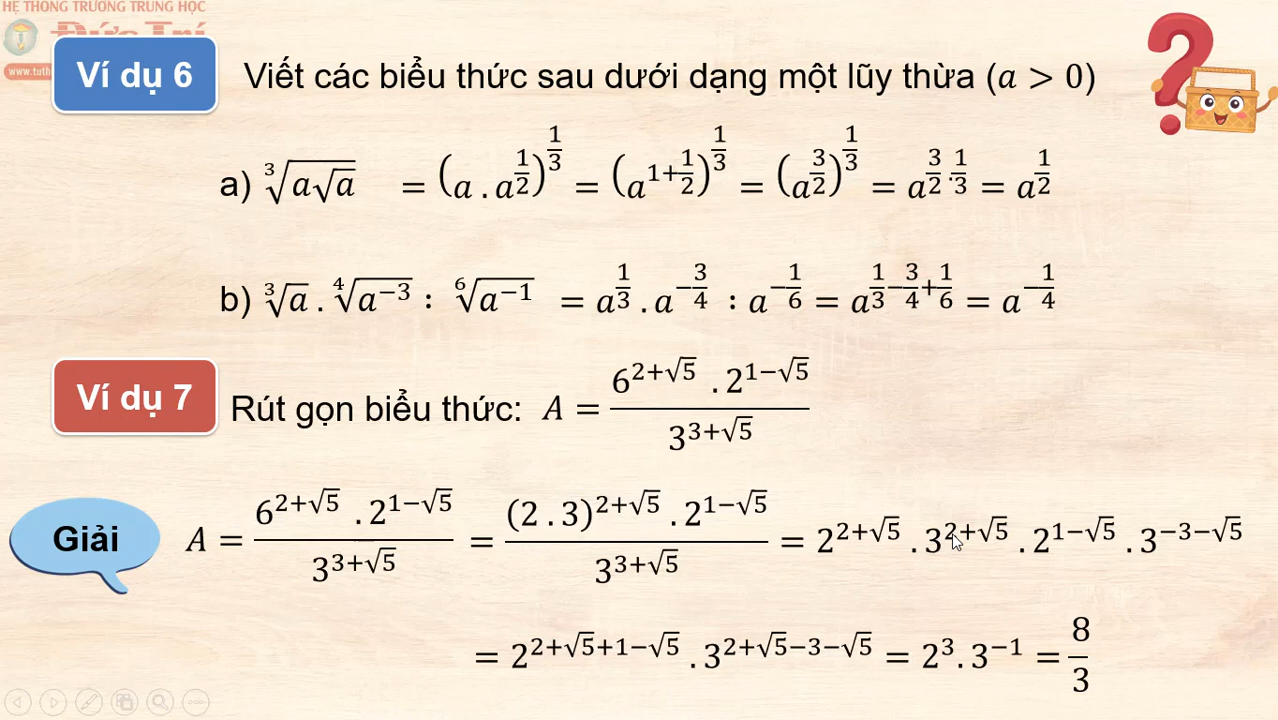 HỆ THỐNG TRƯỜNG TRUNG HỌC
Đức Trí
www.tuth
Ví dụ 6 Viết các biểu thức sau dưới dạng một lũy thừa (a > 0)
a) ∛(a√a) = (a . a^(1/2))^(1/3) = (a^(1+1/2))^(1/3) = (a^(3/2))^(1/3) = a^(3/2 . 1/3) = a^(1/2)
b) ∛a . ∜(a^(−3)) : ⁶√(a^(−1)) = a^(1/3) . a^(−3/4) : a^(−1/6) = a^(1/3−3/4+1/6) = a^(−1/4)
Ví dụ 7 Rút gọn biểu thức: A = (6^(2+√5) . 2^(1−√5)) / 3^(3+√5)
Giải A = (6^(2+√5) . 2^(1−√5)) / 3^(3+√5) = ((2 . 3)^(2+√5) . 2^(1−√5)) / 3^(3+√5) = 2^(2+√5) . 3^(2+√5) . 2^(1−√5) . 3^(−3−√5)
= 2^(2+√5+1−√5) . 3^(2+√5−3−√5) = 2^3 . 3^(−1) = 8/3